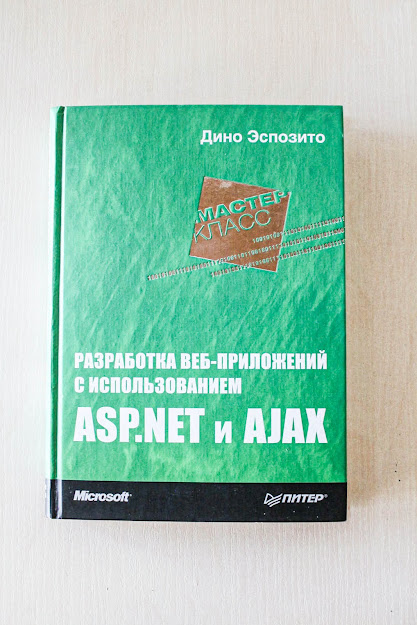 Дино Эспозито
МАСТЕР
КЛАСС
РАЗРАБОТКА ВЕБ-ПРИЛОЖЕНИЙ
С ИСПОЛЬЗОВАНИЕМ
ASP.NET и AJAX
Microsoft®
ПИТЕР®